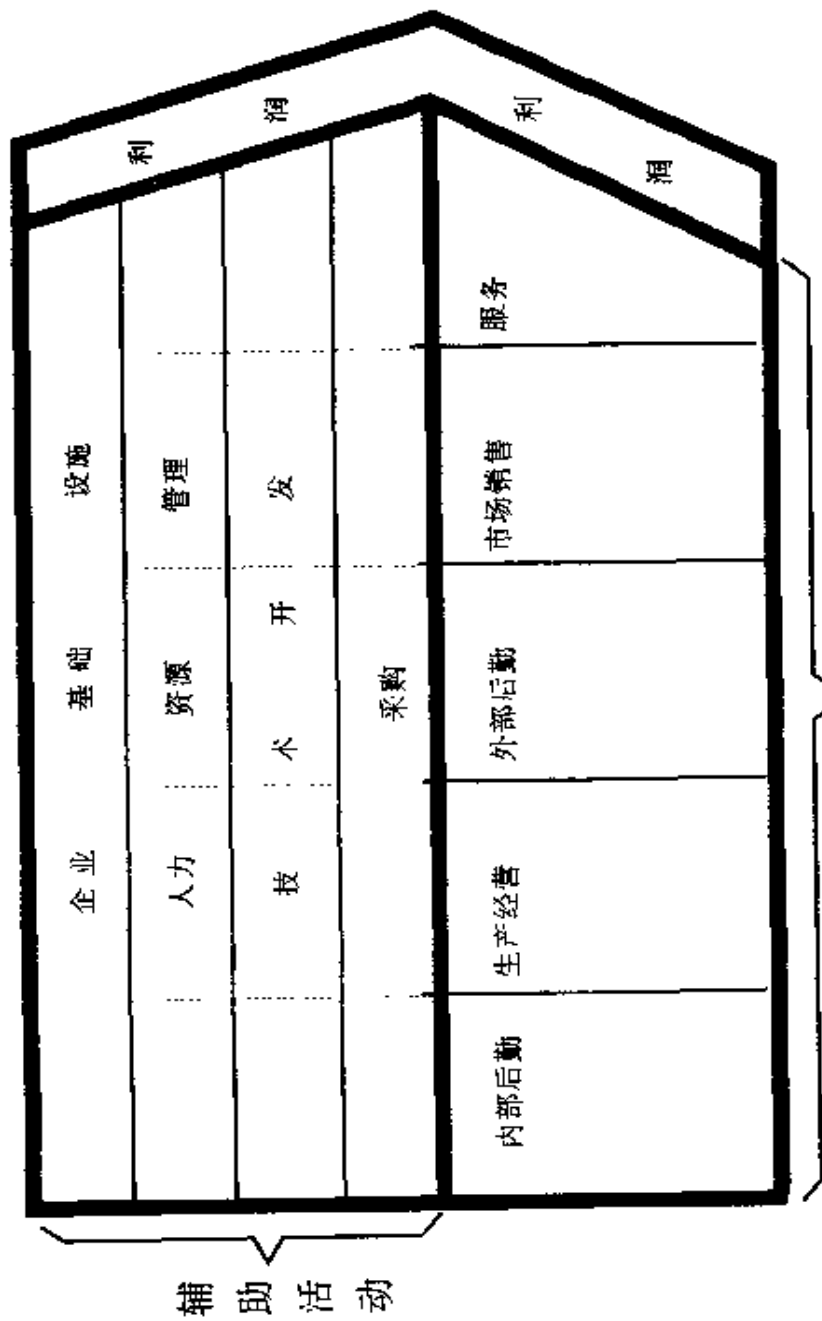 企业 基础 设施
人力 资源 管理
技 术 开 发
采购
内部后勤
生产经营
外部后勤
市场销售
服务
利 润
利 润
辅助活动